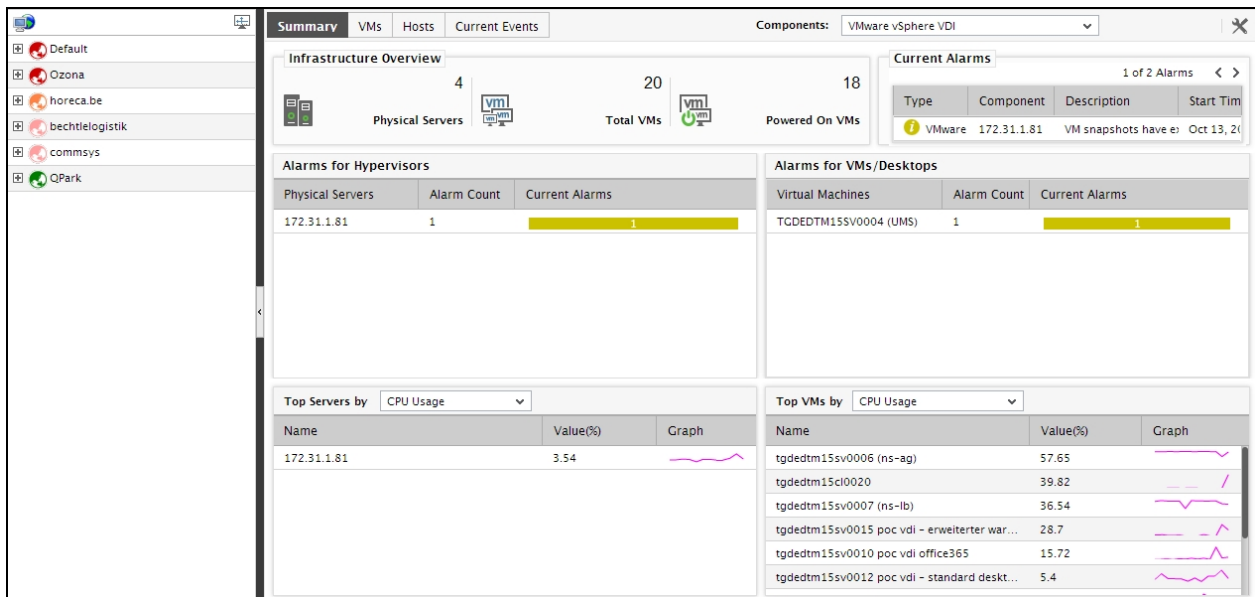 Default
Ozona
horeca.be
bechtlelogistik
commsys
QPark
Summary VMs Hosts Current Events Components: VMware vSphere VDI
Infrastructure Overview
4 Physical Servers
20 Total VMs
18 Powered On VMs
vm vm vm
vm vm
Current Alarms
1 of 2 Alarms < >
Type Component Description Start Tim
VMware 172.31.1.81 VM snapshots have e Oct 13, 20
Alarms for Hypervisors
Physical Servers Alarm Count Current Alarms
172.31.1.81 1 1
Alarms for VMs/Desktops
Virtual Machines Alarm Count Current Alarms
TGDEDTM15SV0004 (UMS) 1 1
Top Servers by CPU Usage
Name Value(%) Graph
172.31.1.81 3.54
Top VMs by CPU Usage
Name Value(%) Graph
tgdedtm15sv0006 (ns-ag) 57.65
tgdedtm15cl0020 39.82
tgdedtm15sv0007 (ns-lb) 36.54
tgdedtm15sv0015 poc vdi - erweiterter war... 28.7
tgdedtm15sv0010 poc vdi office365 15.72
tgdedtm15sv0012 poc vdi - standard deskt... 5.4